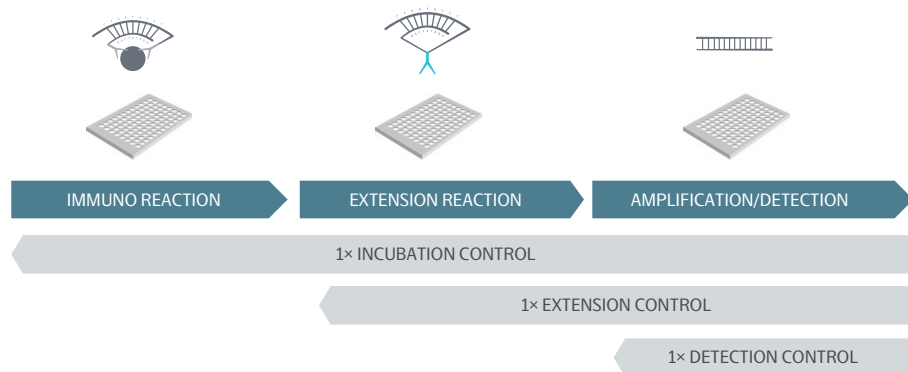 IMMUNO REACTION
EXTENSION REACTION
AMPLIFICATION/DETECTION
1× INCUBATION CONTROL
1× EXTENSION CONTROL
1× DETECTION CONTROL